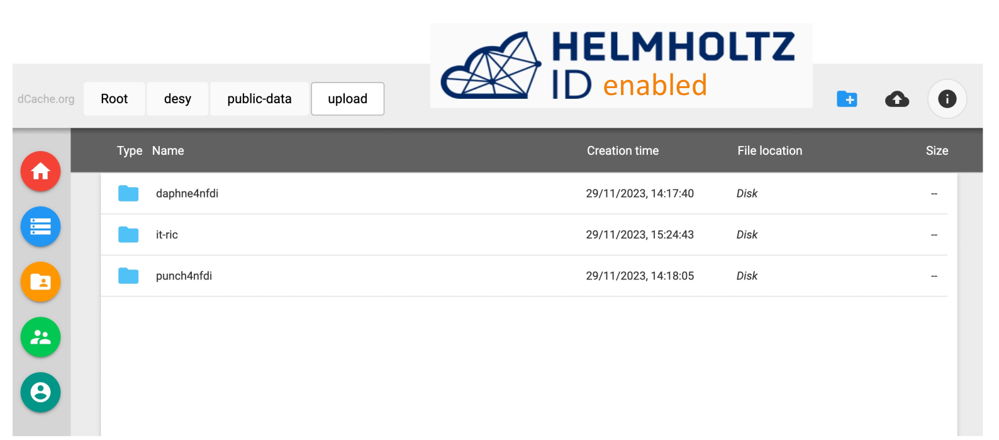 HELMHOLTZ
ID enabled
dCache.org Root desy public-data upload
Type Name Creation time File location Size
daphne4nfdi 29/11/2023, 14:17:40 Disk --
it-ric 29/11/2023, 15:24:43 Disk --
punch4nfdi 29/11/2023, 14:18:05 Disk --